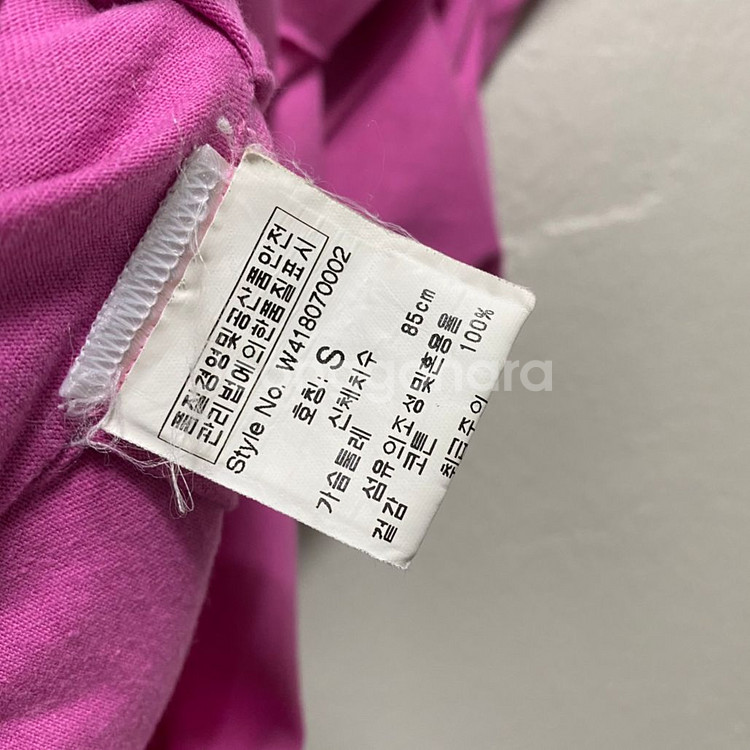 품질경영및공산품안전
관리법에의한품질표시
Style No. W418070002
호칭: S
신체치수
가슴둘레 85cm
섬유의조성및혼용율
겉감 코튼 100%
취급주의